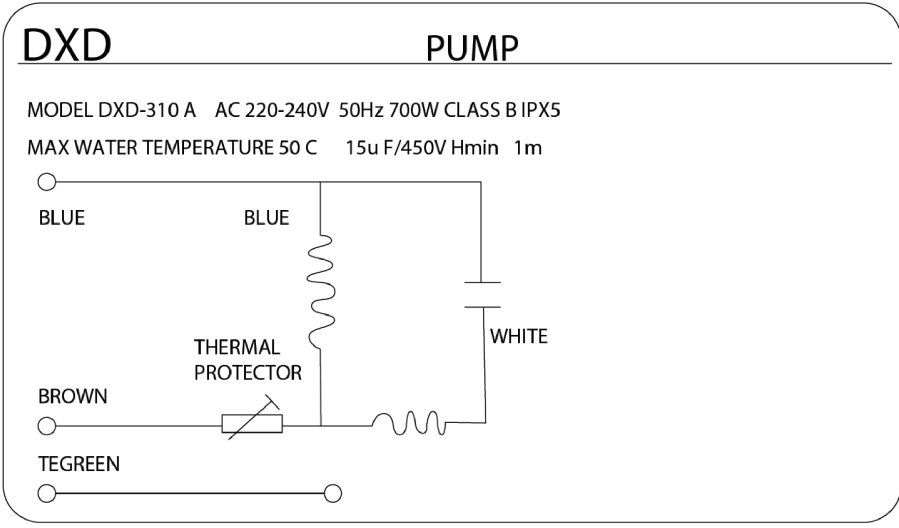 DXD PUMP
MODEL DXD-310 A AC 220-240V 50Hz 700W CLASS B IPX5
MAX WATER TEMPERATURE 50 C 15u F/450V Hmin 1m
BLUE BLUE
WHITE
THERMAL
PROTECTOR
BROWN
TEGREEN